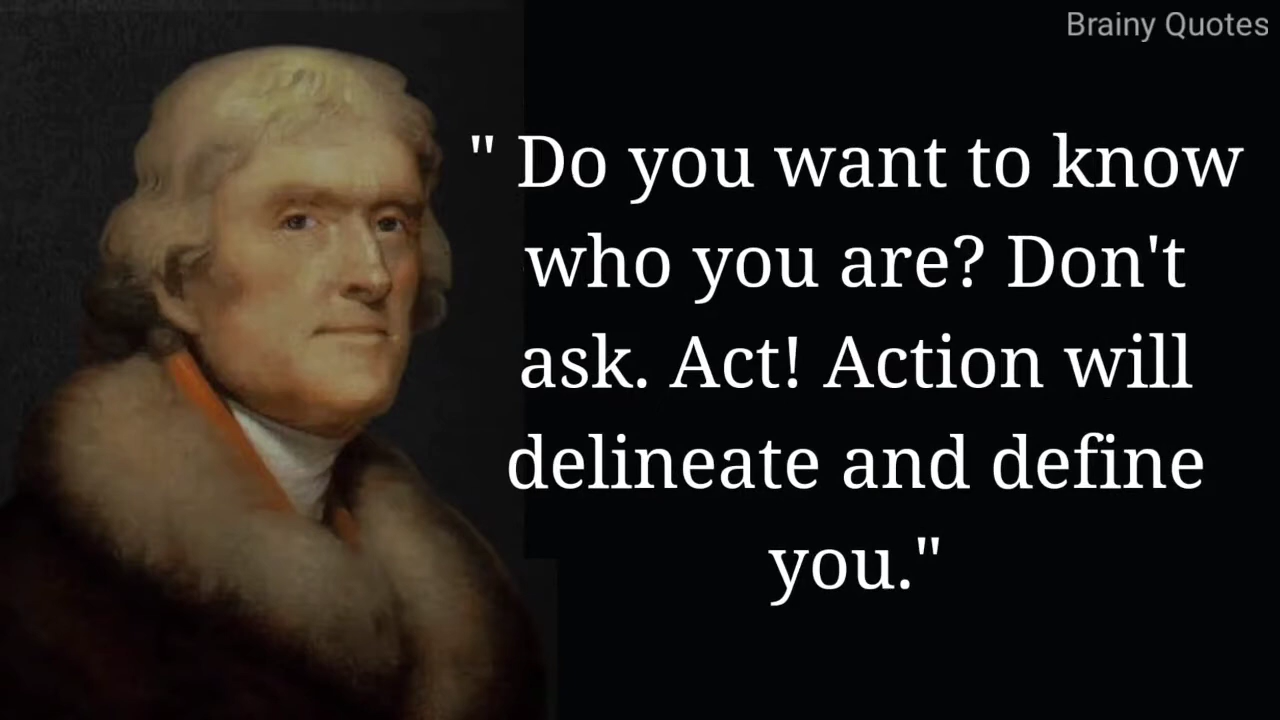 Brainy Quotes
" Do you want to know
who you are? Don't
ask. Act! Action will
delineate and define
you."